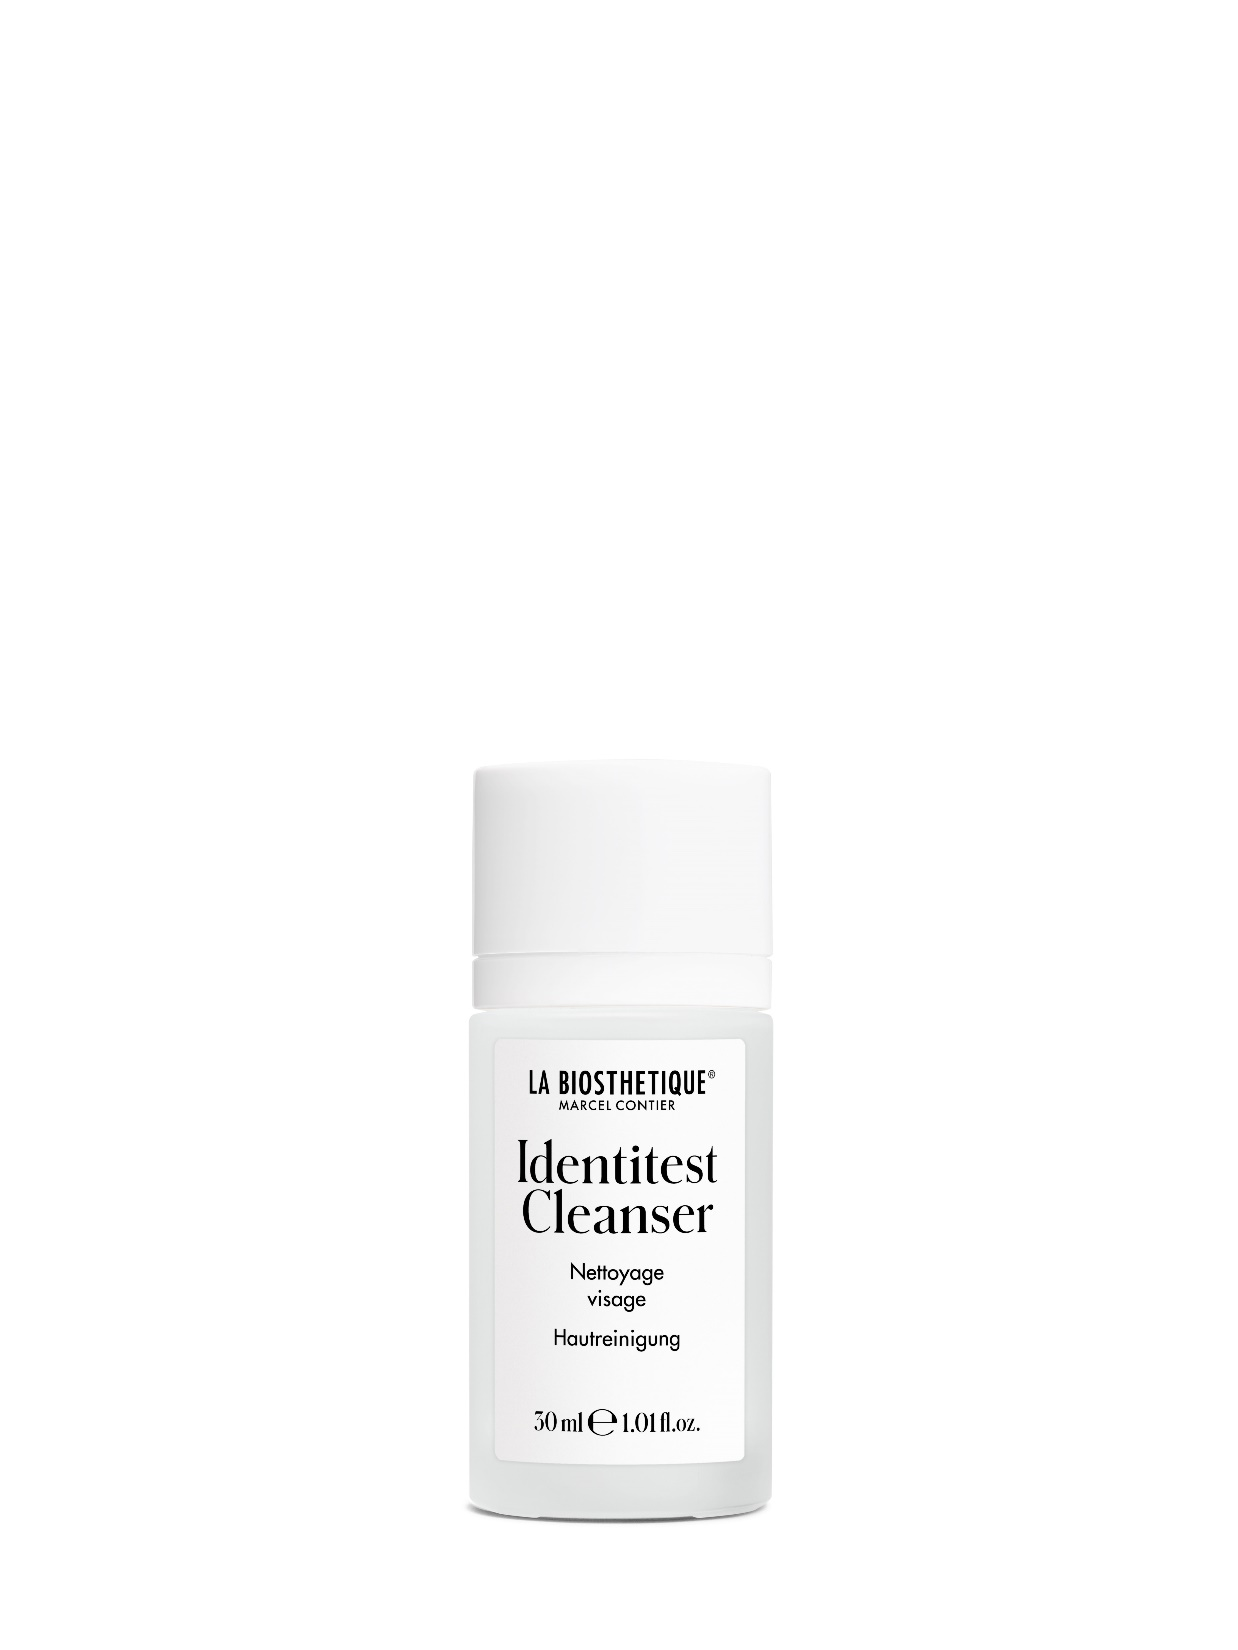 LA BIOSTHETIQUE®
MARCEL CONTIER
Identitest
Cleanser
Nettoyage
visage
Hautreinigung
30 ml ℮ 1.01 fl.oz.